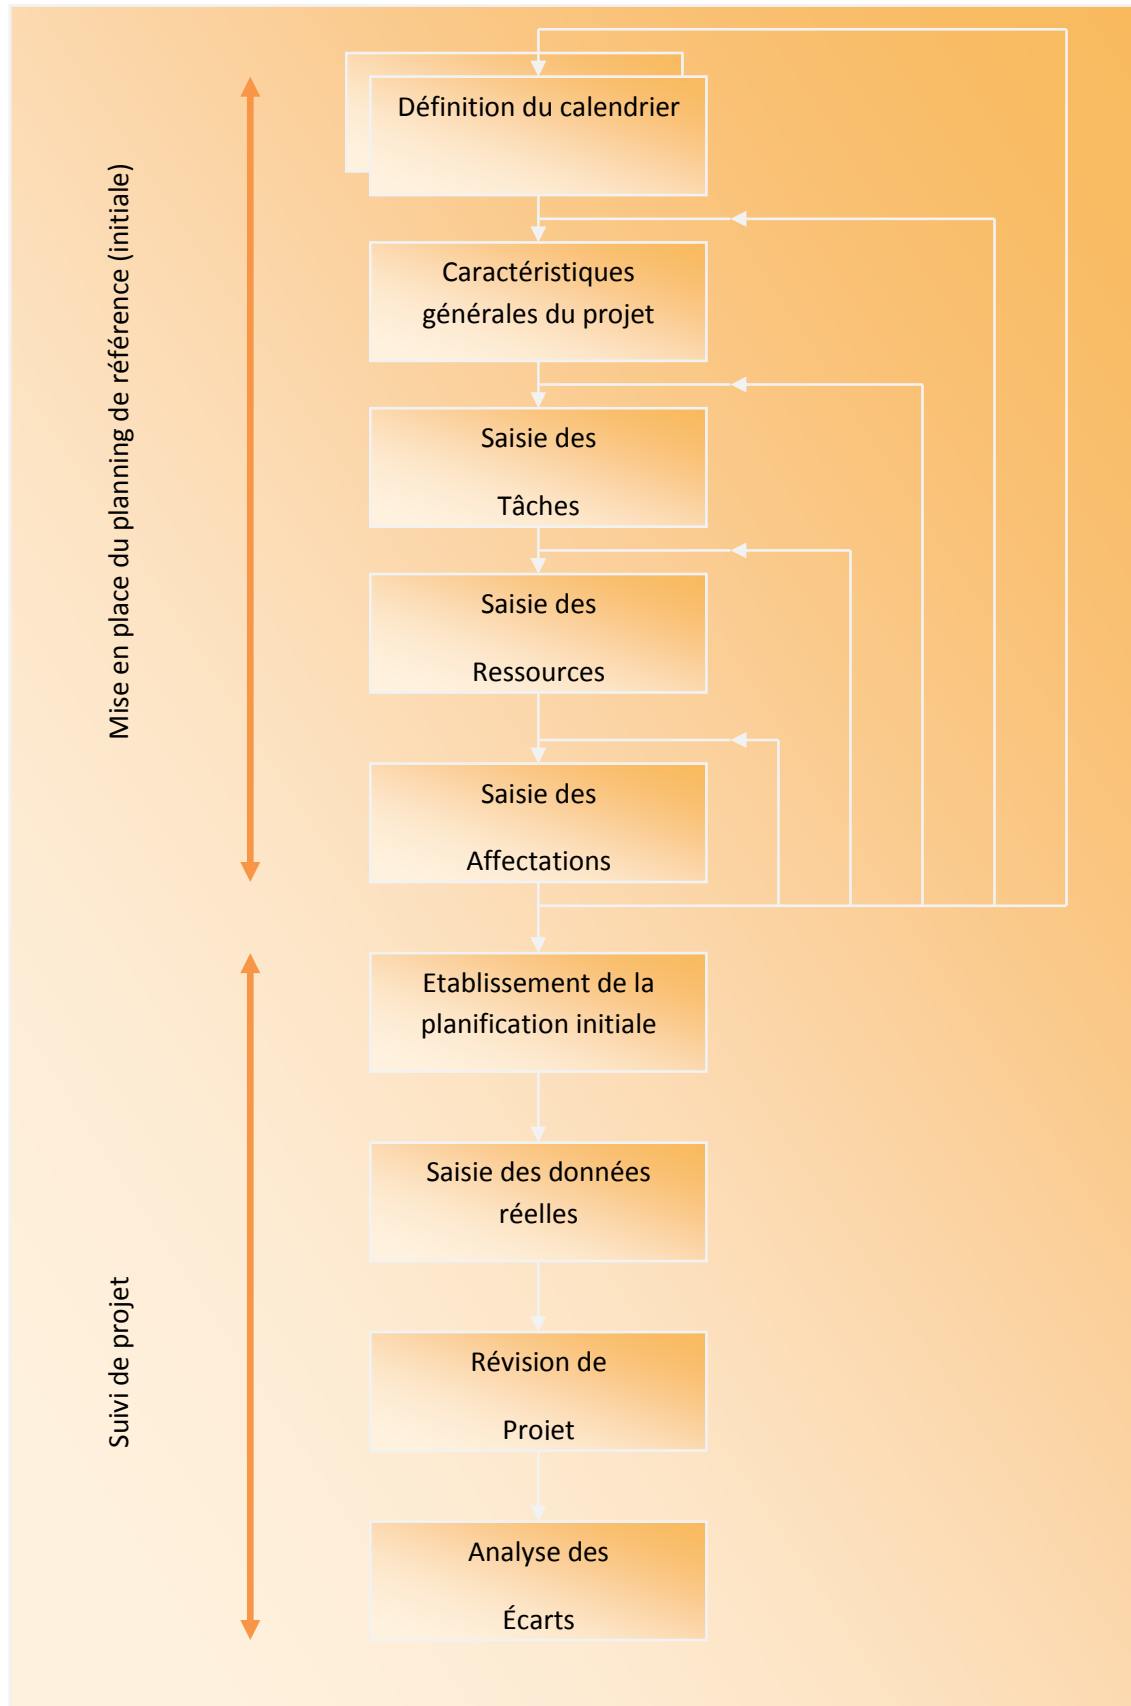 Mise en place du planning de référence (initiale)
Définition du calendrier
Caractéristiques
générales du projet
Saisie des
Tâches
Saisie des
Ressources
Saisie des
Affectations
Suivi de projet
Etablissement de la
planification initiale
Saisie des données
réelles
Révision de
Projet
Analyse des
Écarts